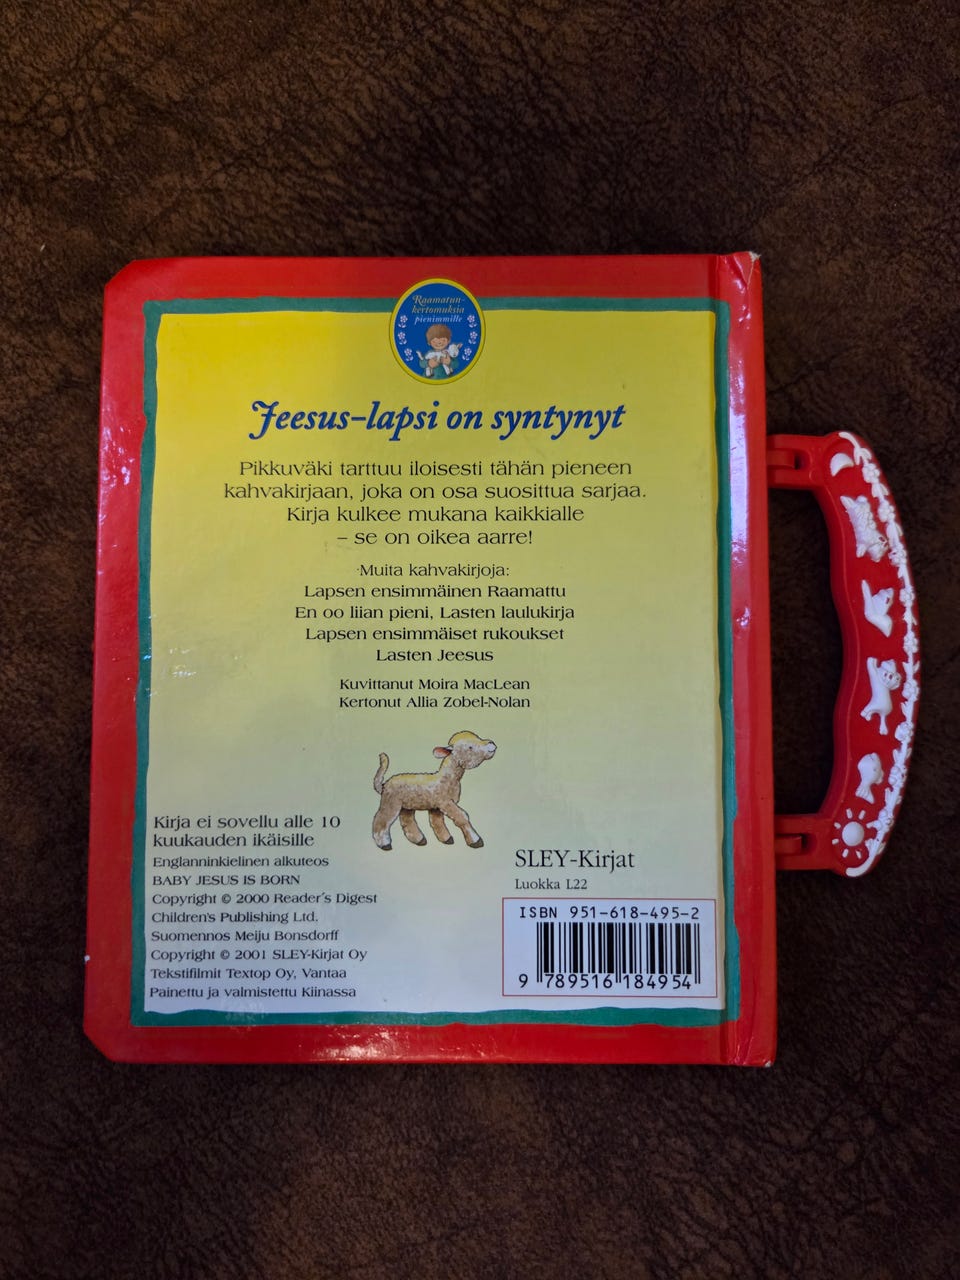 Raamatun-
kertomuksia
pienimmille
Jeesus-lapsi on syntynyt
Pikkuväki tarttuu iloisesti tähän pieneen
kahvakirjaan, joka on osa suosittua sarjaa.
Kirja kulkee mukana kaikkialle
– se on oikea aarre!
Muita kahvakirjoja:
Lapsen ensimmäinen Raamattu
En oo liian pieni, Lasten laulukirja
Lapsen ensimmäiset rukoukset
Lasten Jeesus
Kuvittanut Moira MacLean
Kertonut Allia Zobel-Nolan
Kirja ei sovellu alle 10
kuukauden ikäisille
Englanninkielinen alkuteos
BABY JESUS IS BORN
Copyright © 2000 Reader´s Digest
Children's Publishing Ltd.
Suomennos Meiju Bonsdorff
Copyright © 2001 SLEY-Kirjat Oy
Tekstifilmit Textop Oy, Vantaa
Painettu ja valmistettu Kiinassa
SLEY-Kirjat
Luokka L22
ISBN 951-618-495-2
9 789516 184954